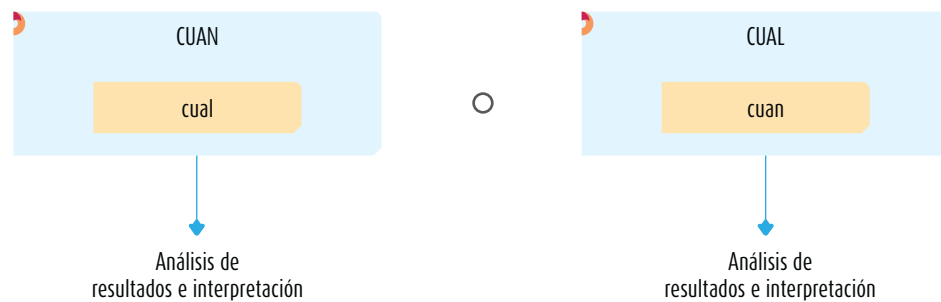 CUAN
cual
Análisis de
resultados e interpretación
O
CUAL
cuan
Análisis de
resultados e interpretación